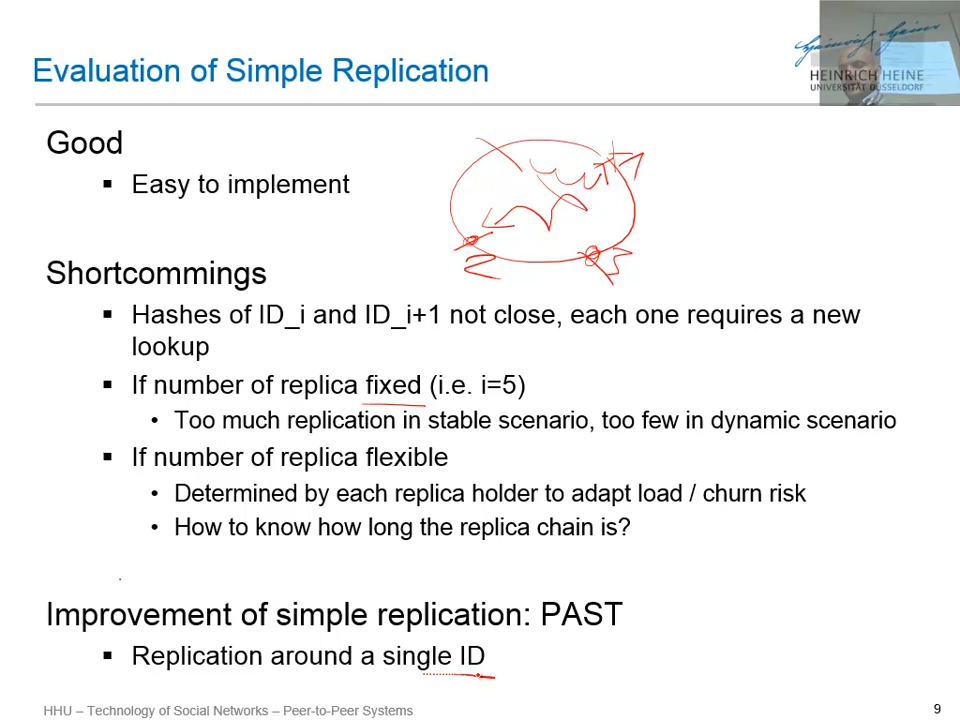 Evaluation of Simple Replication
Heinrich Heine
HEINRICH HEINE
UNIVERSITÄT DÜSSELDORF
Good
▪ Easy to implement
Shortcommings
▪ Hashes of ID_i and ID_i+1 not close, each one requires a new
lookup
▪ If number of replica fixed (i.e. i=5)
• Too much replication in stable scenario, too few in dynamic scenario
▪ If number of replica flexible
• Determined by each replica holder to adapt load / churn risk
• How to know how long the replica chain is?
Improvement of simple replication: PAST
▪ Replication around a single ID
HHU – Technology of Social Networks – Peer-to-Peer Systems
9